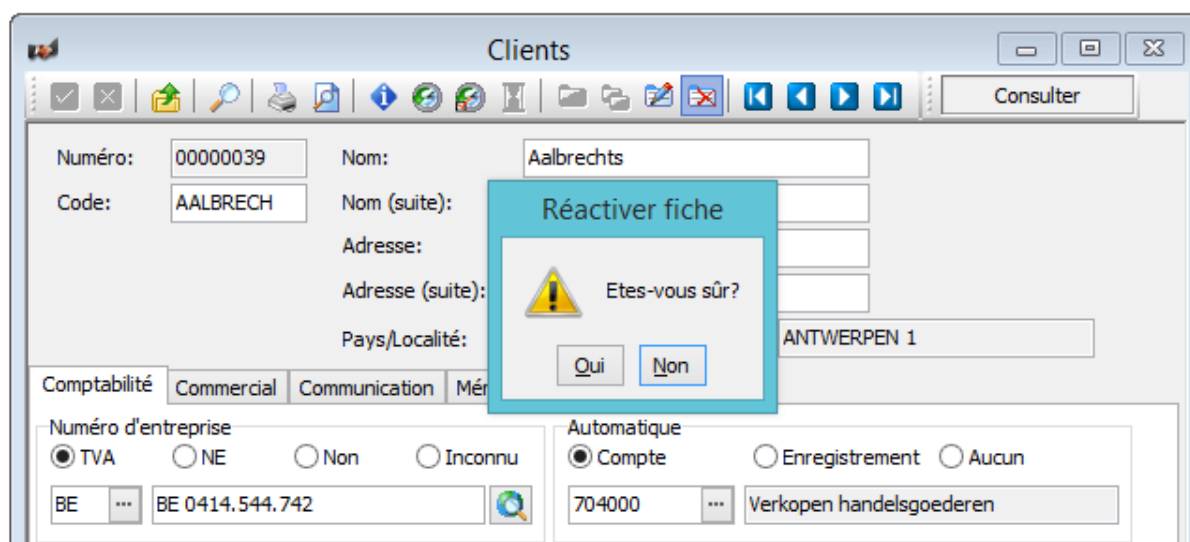 Clients
Consulter
Numéro: 00000039 Nom: Aalbrechts
Code: AALBRECH Nom (suite):
Réactiver fiche
Adresse:
Etes-vous sûr?
Adresse (suite):
Pays/Localité: ANTWERPEN 1
Oui Non
Comptabilité Commercial Communication
Numéro d'entreprise Automatique
TVA NE Non Inconnu Compte Enregistrement Aucun
BE ... BE 0414.544.742 704000 ... Verkopen handelsgoederen